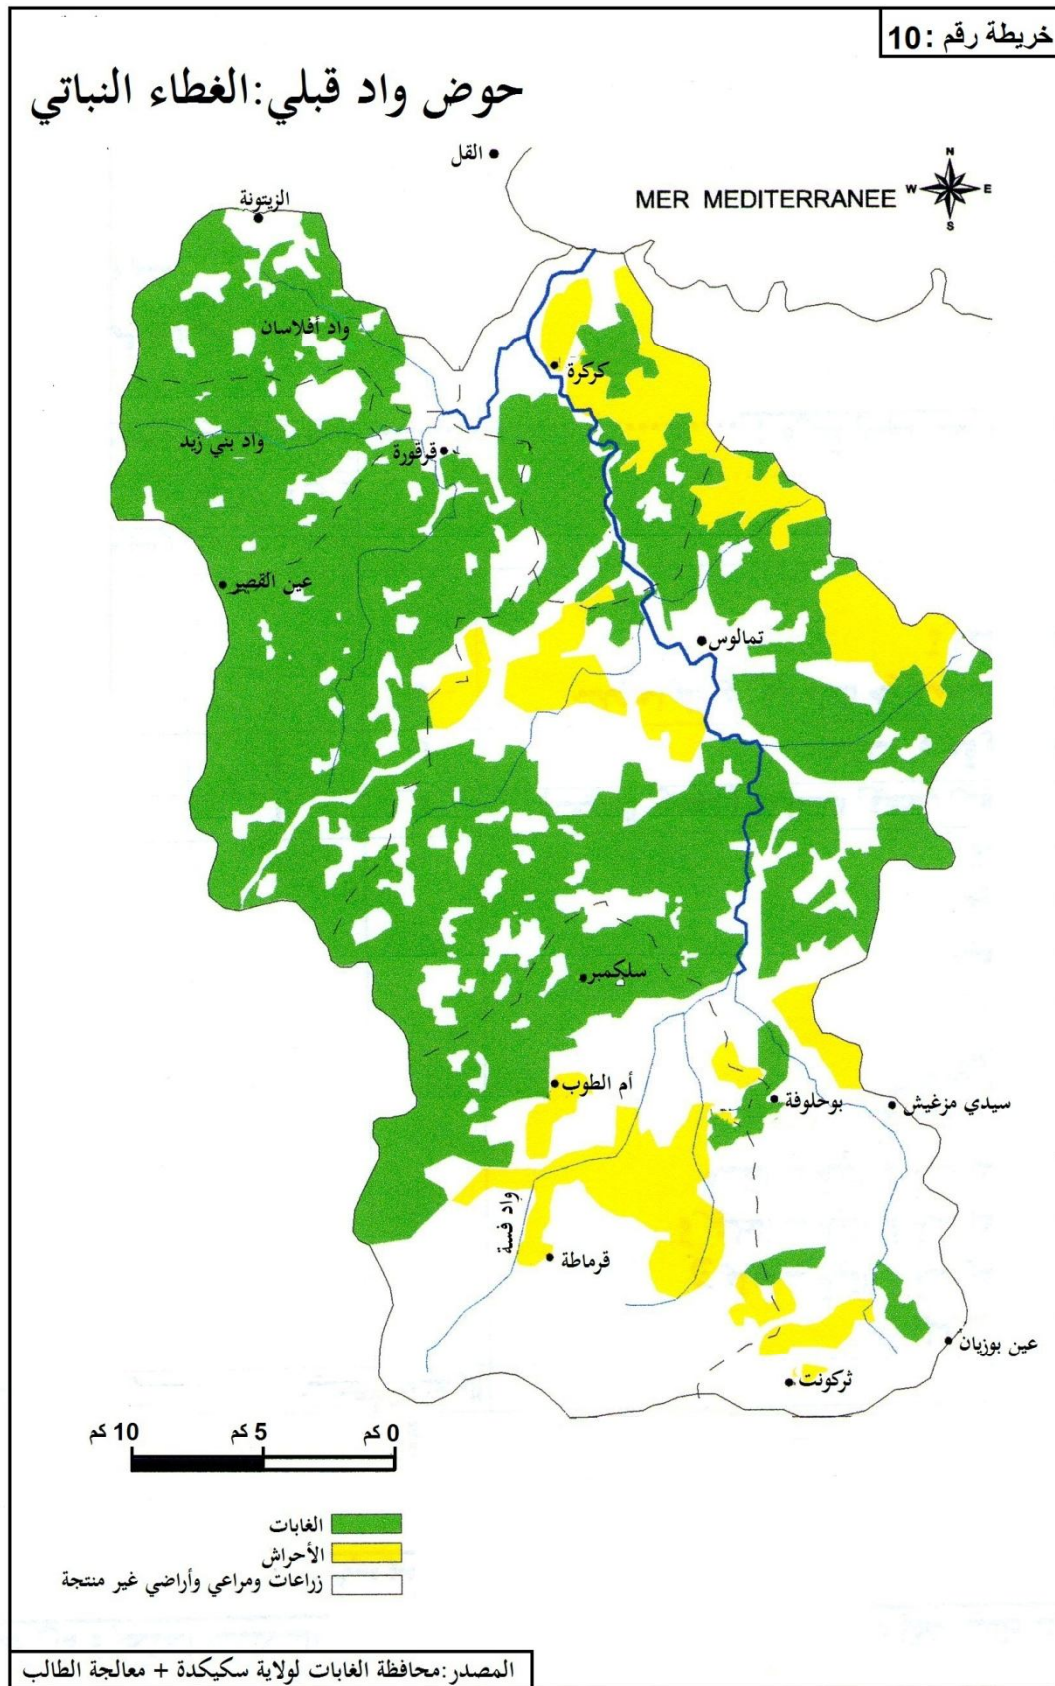 خريطة رقم :10
حوض واد قبلي:الغطاء النباتي
القل
MER MEDITERRANEE
N
W
E
S
الزيتونة
واد أفلاسان
كركرة
واد بني زيد
قرقورة
عين القصير
تمالوس
سلكمبر
أم الطوب
بوحلوفة
سيدي مزغيش
واد فسة
قرماطة
عين بوزيان
ثركونت
10 كم
5 كم
0 كم
الغابات
الأحراش
زراعات ومراعي وأراضي غير منتجة
المصدر:محافظة الغابات لولاية سكيكدة + معالجة الطالب